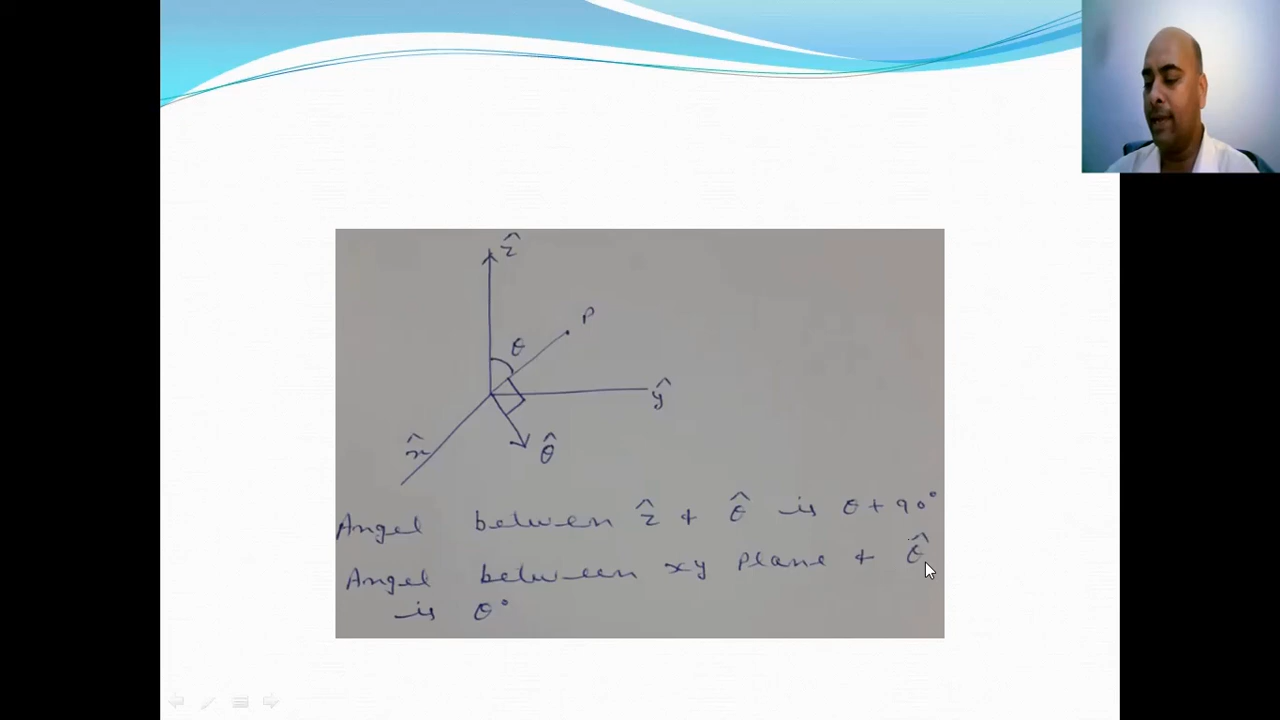 ẑ
P
θ
ŷ
x̂
θ̂
Angel between ẑ & θ̂ is θ + 90°
Angel between xy plane & θ̂
is θ°